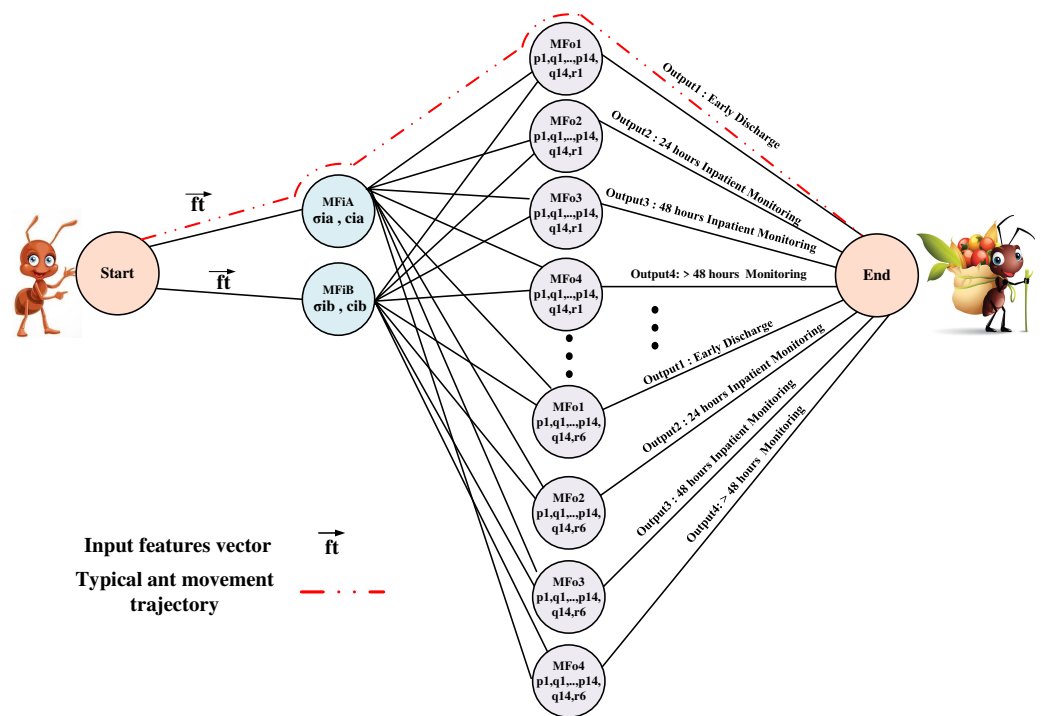 MFo1
p1,q1,..,p14,
q14,r1
Output1 : Early Discharge
MFo2
p1,q1,..,p14,
q14,r1
Output2 : 24 hours Inpatient Monitoring
MFo3
p1,q1,..,p14,
q14,r1
Output3 : 48 hours Inpatient Monitoring
MFo4
p1,q1,..,p14,
q14,r1
Output4: > 48 hours Monitoring
ft
MFiA
σia , cia
Start
ft
MFiB
σib , cib
End
MFo1
p1,q1,..,p14,
q14,r6
Output1 : Early Discharge
MFo2
p1,q1,..,p14,
q14,r6
Output2 : 24 hours Inpatient Monitoring
MFo3
p1,q1,..,p14,
q14,r6
Output3 : 48 hours Inpatient Monitoring
MFo4
p1,q1,..,p14,
q14,r6
Output4: > 48 hours Monitoring
Input features vector
ft
Typical ant movement
trajectory